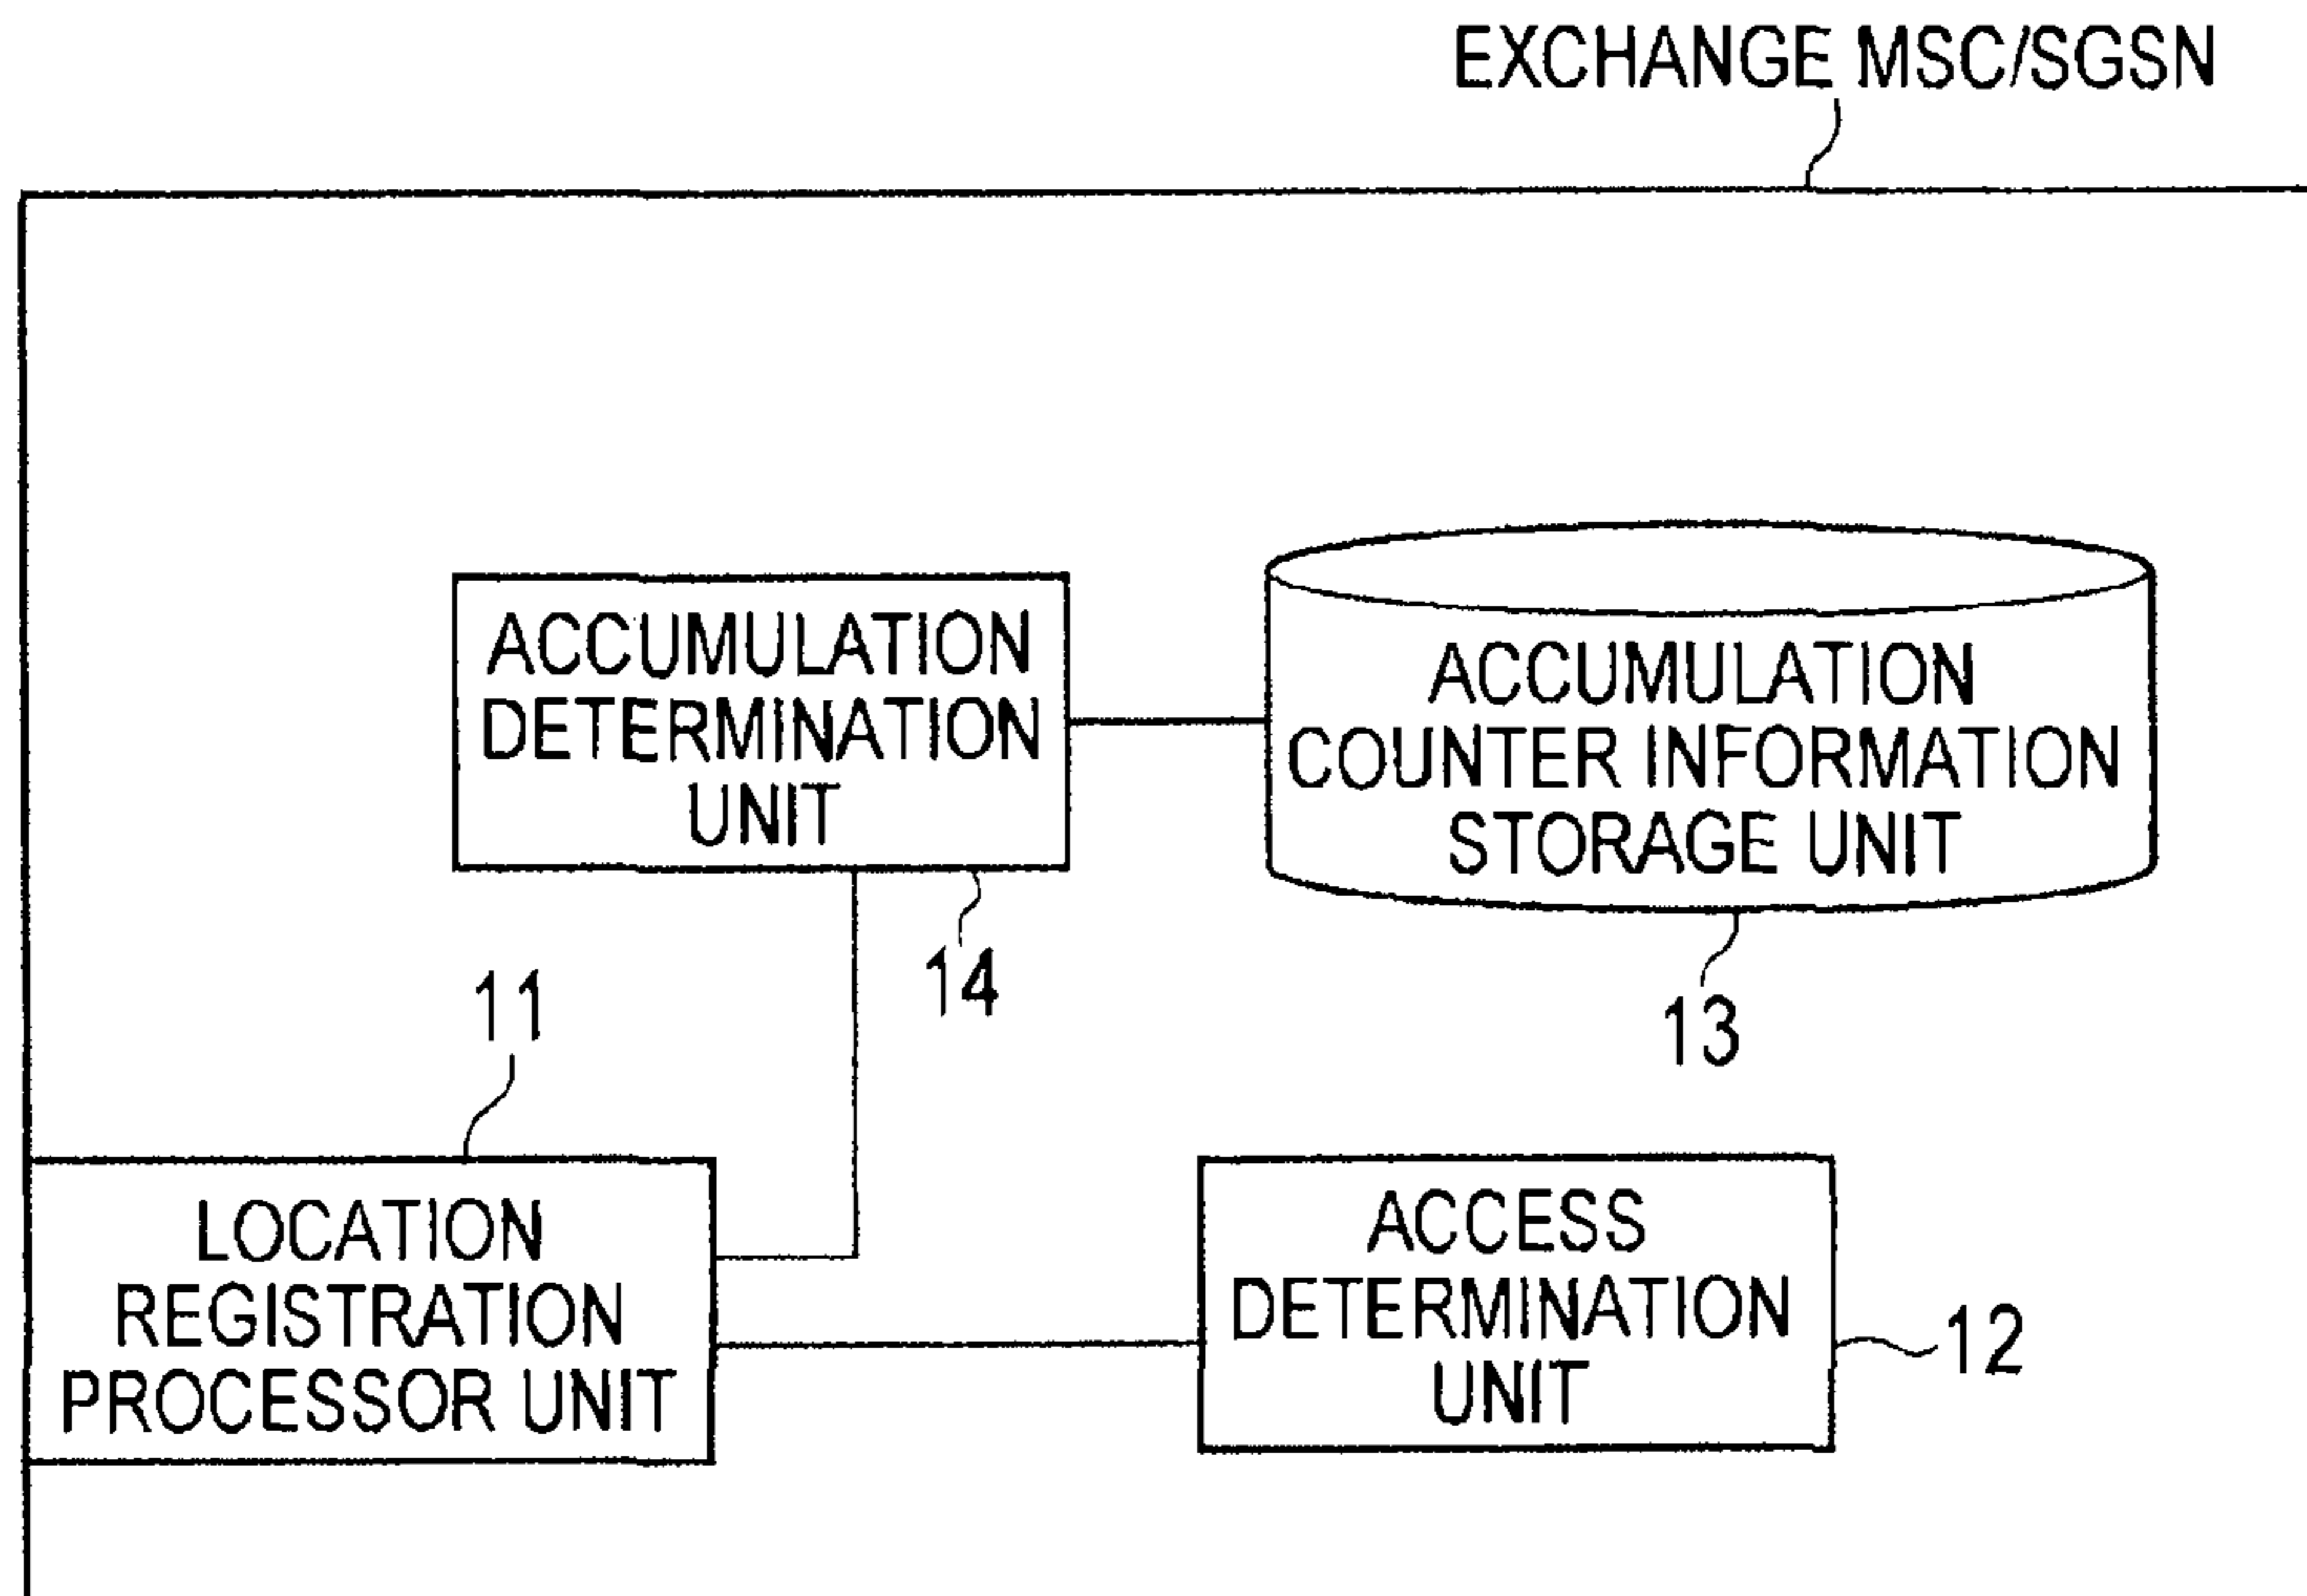 EXCHANGE MSC/SGSN
ACCUMULATION
DETERMINATION
UNIT
14
ACCUMULATION
COUNTER INFORMATION
STORAGE UNIT
13
11
LOCATION
REGISTRATION
PROCESSOR UNIT
ACCESS
DETERMINATION
UNIT
12